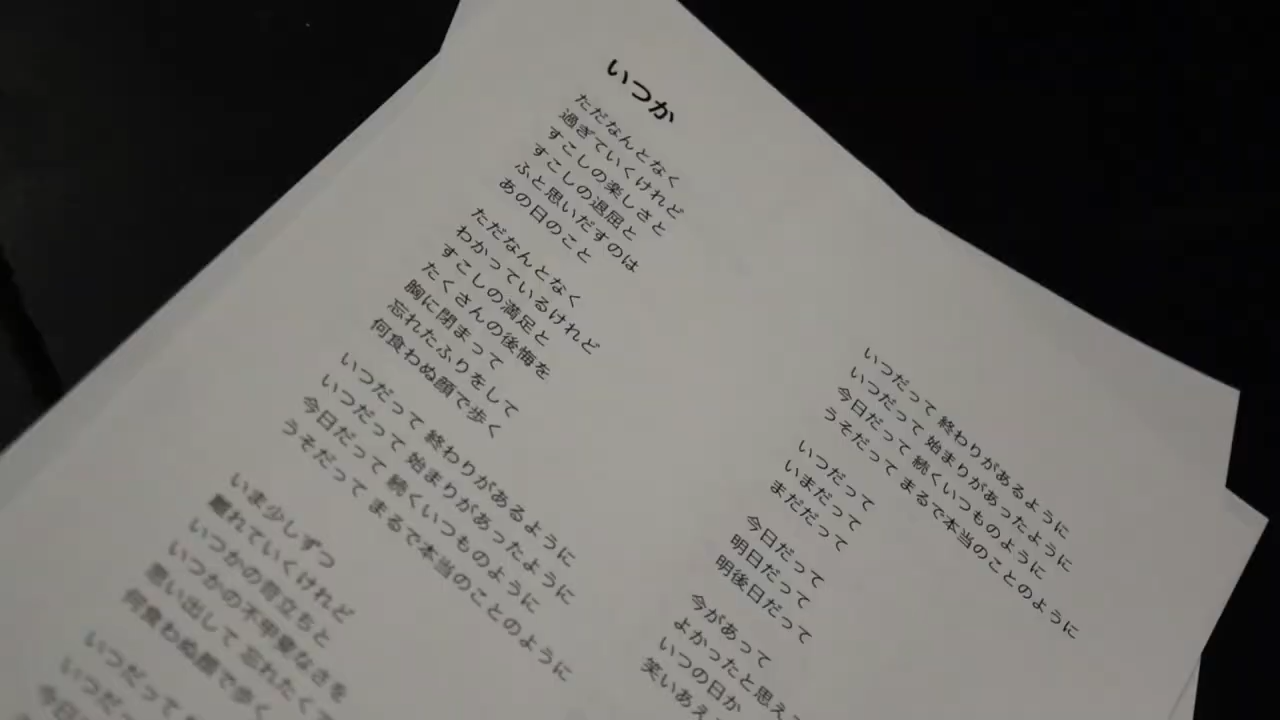 いつか
ただなんとなく
過ぎていくけれど
すこしの楽しさと
すこしの退屈と
ふと思いだすのは
あの日のこと
ただなんとなく
わかっているけれど
すこしの満足と
たくさんの後悔を
胸に閉まって
忘れたふりをして
何食わぬ顔で歩く
いつだって 終わりがあるように
いつだって 始まりがあったように
今日だって 続くいつものように
うそだって まるで本当のことのように
いま少しずつ
離れていくけれど
いつかの苛立ちと
いつかの不甲斐なさを
思い出して 忘れたくて
何食わぬ顔で歩く
いつだって
いつだっ
今日
いつだって 終わりがあるように
いつだって 始まりがあったように
今日だって 続くいつものように
うそだって まるで本当のことのように
いつだって
いまだって
まだだって
今日だって
明日だって
明後日だって
今があって
よかったと思え
いつの日か
笑いあえ